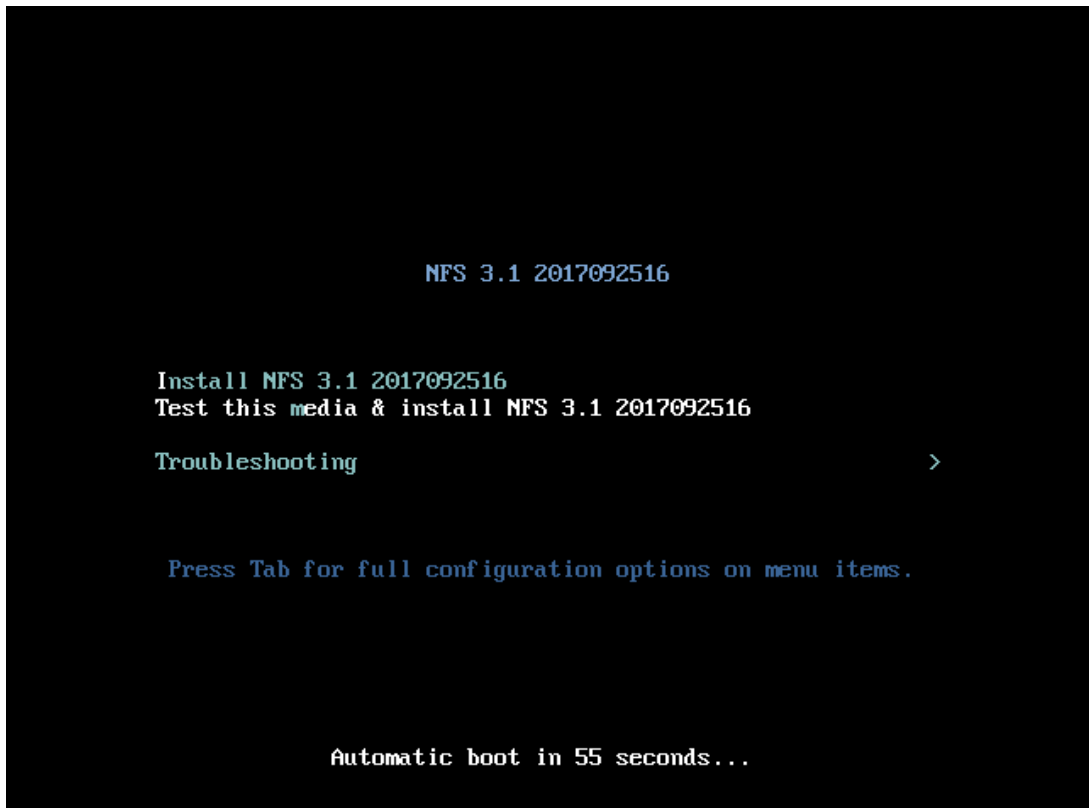 NFS 3.1 2017092516
Install NFS 3.1 2017092516
Test this media & install NFS 3.1 2017092516
Troubleshooting >
Press Tab for full configuration options on menu items.
Automatic boot in 55 seconds...